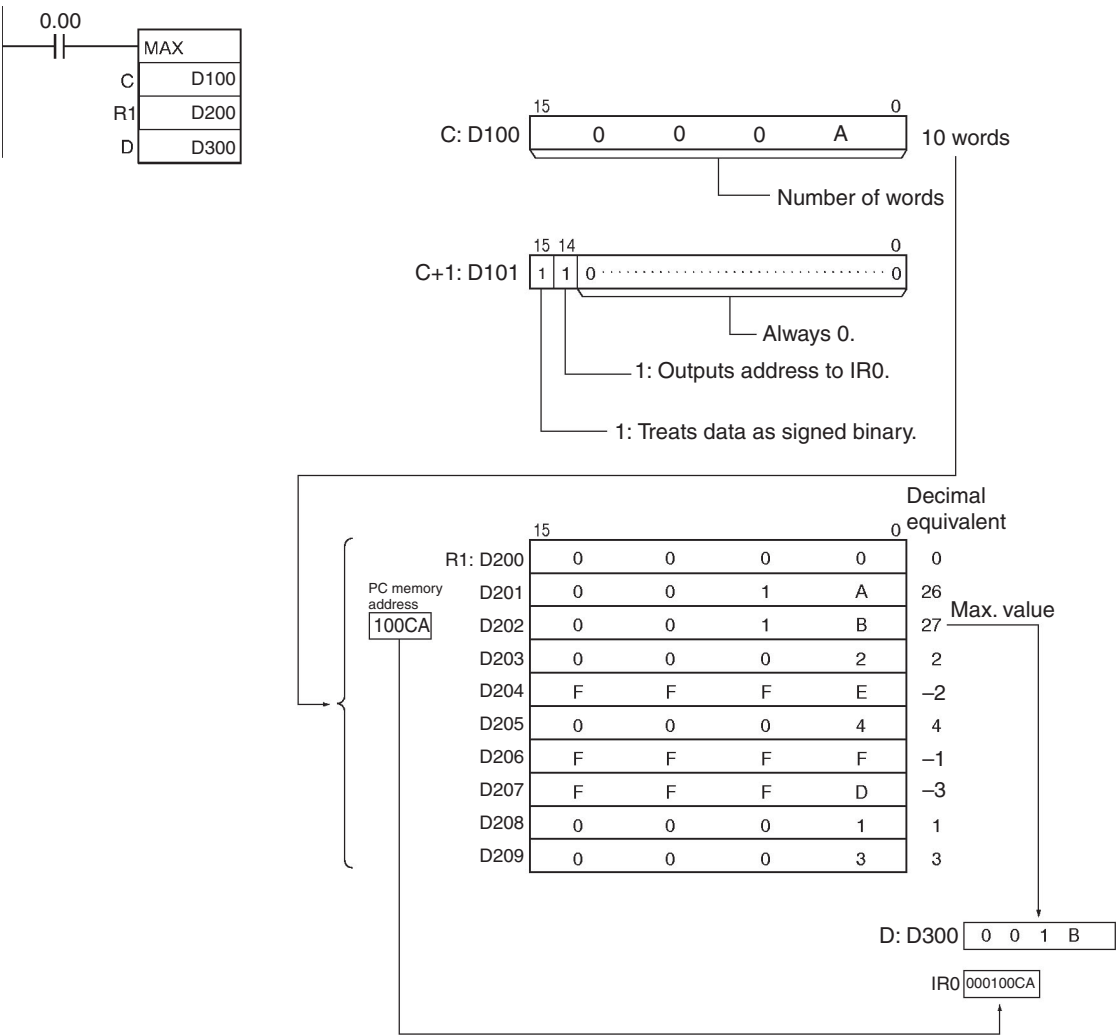 0.00
MAX
C D100
R1 D200
D D300
15 0
C: D100 0 0 0 A 10 words
Number of words
15 14 0
C+1: D101 1 1 0 0
Always 0.
1: Outputs address to IR0.
1: Treats data as signed binary.
Decimal
equivalent
15 0
R1: D200 0 0 0 0 0
PC memory
address
100CA
D201 0 0 1 A 26
Max. value
D202 0 0 1 B 27
D203 0 0 0 2 2
D204 F F F E –2
D205 0 0 0 4 4
D206 F F F F –1
D207 F F F D –3
D208 0 0 0 1 1
D209 0 0 0 3 3
D: D300 0 0 1 B
IR0 000100CA